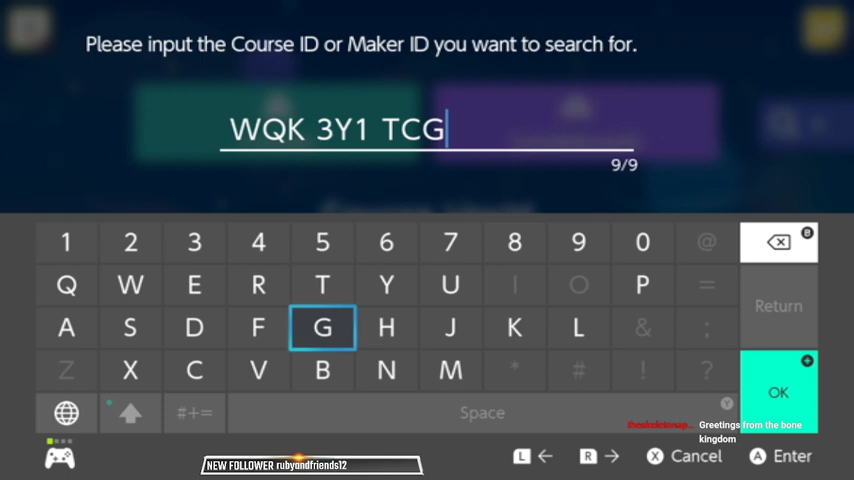 Please input the Course ID or Maker ID you want to search for.
WQK 3Y1 TCG
9/9
1 2 3 4 5 6 7 8 9 0 @
Q W E R T Y U I O P =
Return
A S D F G H J K L & ;
Z X C V B N M * # ! ?
OK
#+= Space
Greetings from the bone
kingdom
NEW FOLLOWER rubyandfriends12
L ← R → X Cancel A Enter